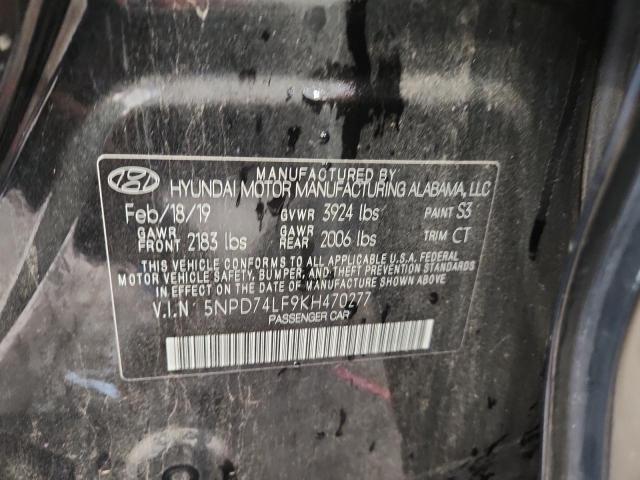 MANUFACTURED BY
HYUNDAI MOTOR MANUFACTURING ALABAMA, LLC
Feb/18/19 GVWR 3924 lbs PAINT S3
GAWR FRONT 2183 lbs GAWR REAR 2006 lbs TRIM CT
THIS VEHICLE CONFORMS TO ALL APPLICABLE U.S.A. FEDERAL
MOTOR VEHICLE SAFETY, BUMPER, AND THEFT PREVENTION STANDARDS IN
EFFECT ON THE DATE OF MANUFACTURE SHOWN ABOVE.
V.I.N 5NPD74LF9KH470277
PASSENGER CAR